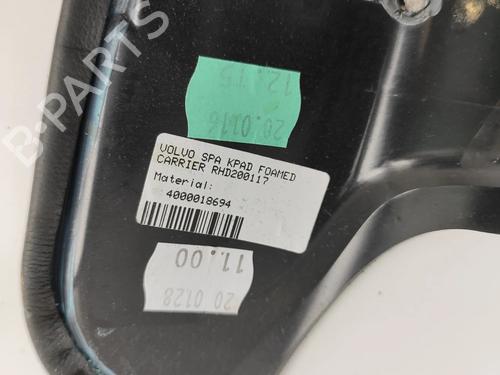 B-PARTS
12.15
20.0116
VOLVO SPA KPAD FOAMED
CARRIER RHD200117
Material:
4000018694
11.00
20 0128